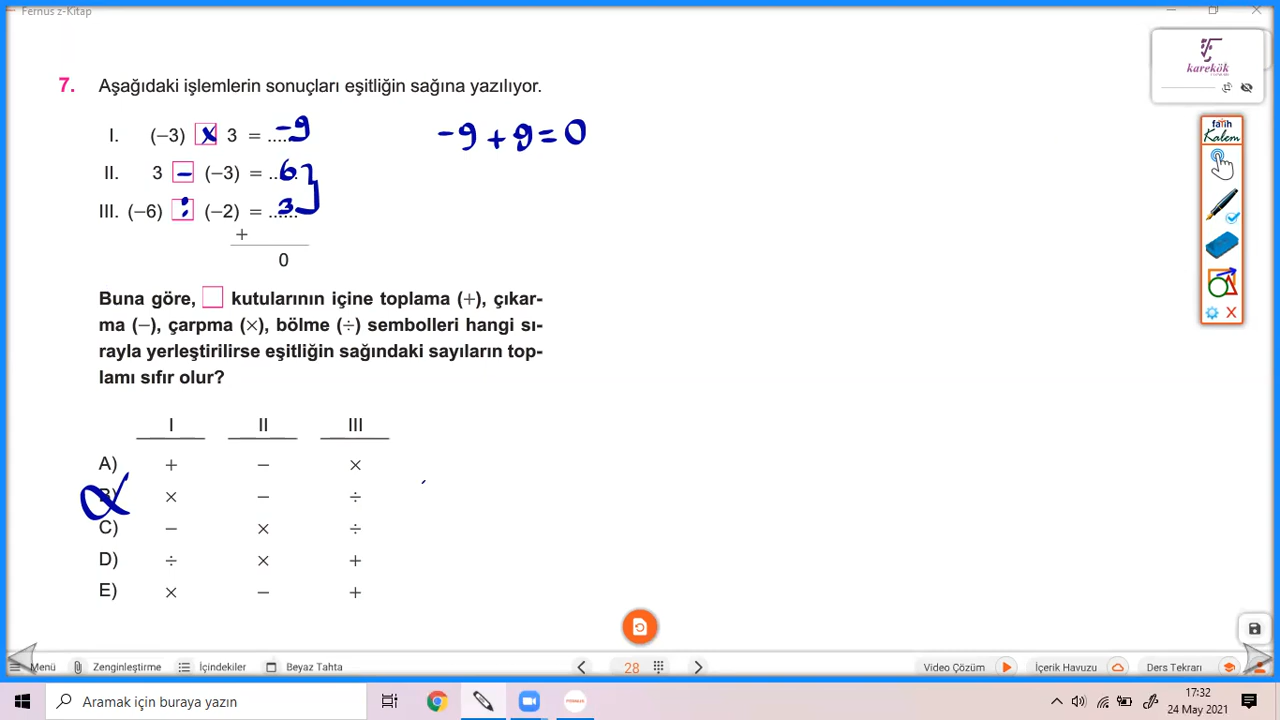 Fernus z-Kitap
karekök
7. Aşağıdaki işlemlerin sonuçları eşitliğin sağına yazılıyor.
I. (−3) x 3 = ...... -9
-9 + 9 = 0
II. 3 - (−3) = ...... 6
III. (−6) : (−2) = ...... 3
+
0
Buna göre, □ kutularının içine toplama (+), çıkar-
ma (−), çarpma (×), bölme (÷) sembolleri hangi sı-
rayla yerleştirilirse eşitliğin sağındaki sayıların top-
lamı sıfır olur?
I II III
A) + − ×
B) × − ÷
C) − × ÷
D) ÷ × +
E) × − +
fatih
Kalem
Menü Zenginleştirme İçindekiler Beyaz Tahta 28 Video Çözüm İçerik Havuzu Ders Tekrarı
Aramak için buraya yazın
17:32
24 May 2021